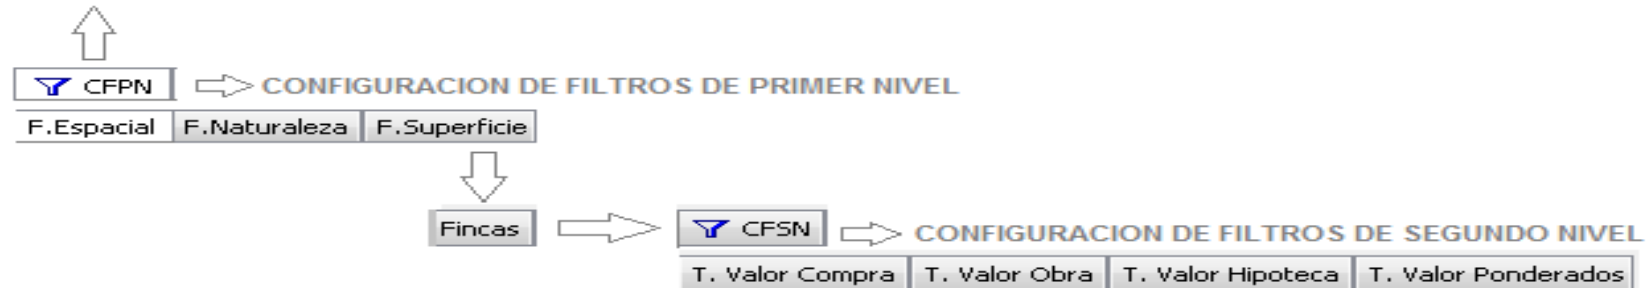 CFPN CONFIGURACION DE FILTROS DE PRIMER NIVEL
F.Espacial F.Naturaleza F.Superficie
Fincas CFSN CONFIGURACION DE FILTROS DE SEGUNDO NIVEL
T. Valor Compra T. Valor Obra T. Valor Hipoteca T. Valor Ponderados